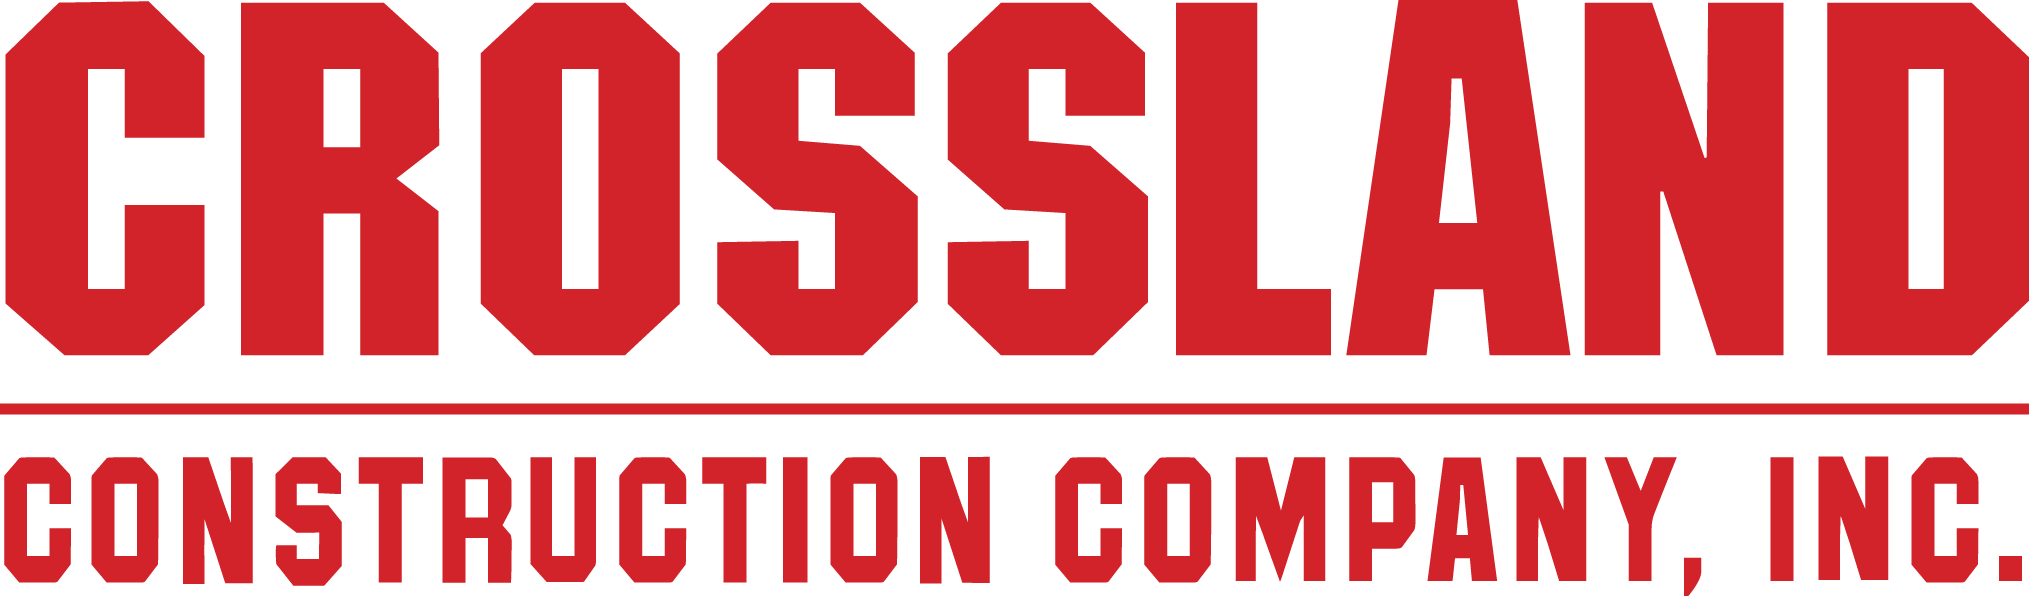 CROSSLAND
CONSTRUCTION COMPANY, INC.